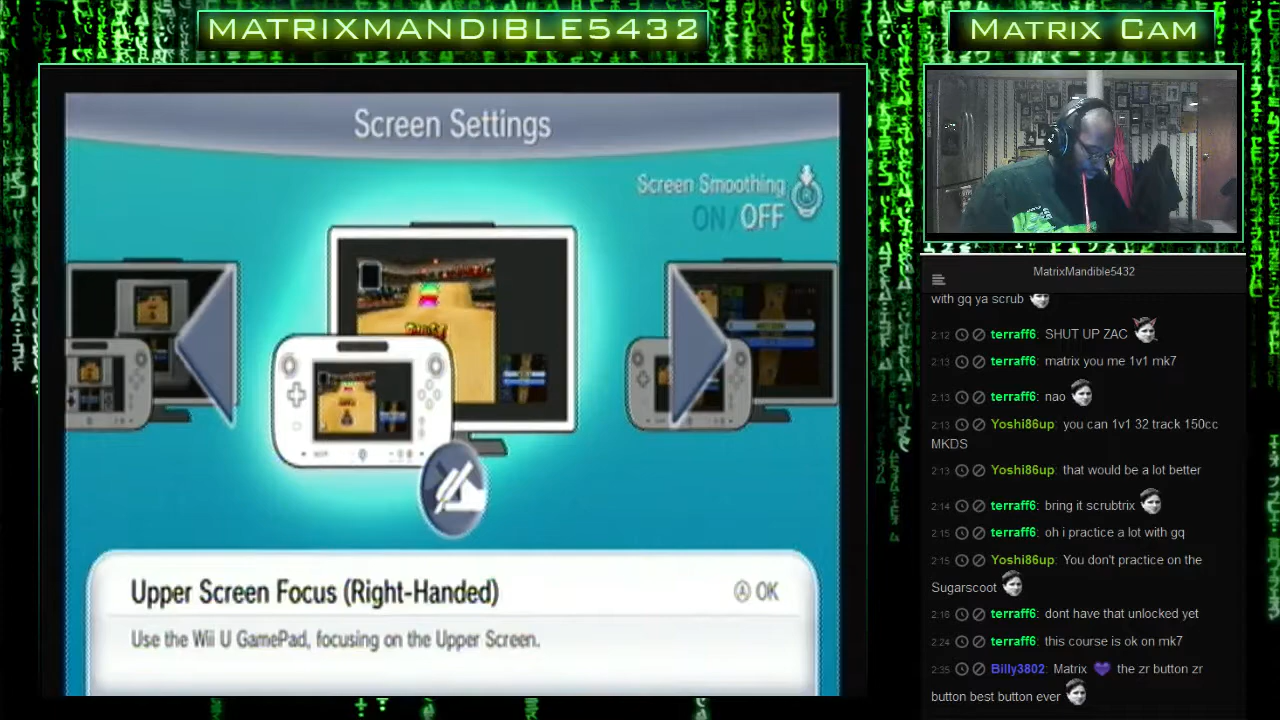 MATRIXMANDIBLE5432
Matrix Cam
Screen Settings
Screen Smoothing
ON/OFF
Upper Screen Focus (Right-Handed)
OK
Use the Wii U GamePad, focusing on the Upper Screen.
MatrixMandible5432
with gq ya scrub
2:12 terraff6: SHUT UP ZAC
2:13 terraff6: matrix you me 1v1 mk7
2:13 terraff6: nao
2:13 Yoshi86up: you can 1v1 32 track 150cc
MKDS
2:13 Yoshi86up: that would be a lot better
2:14 terraff6: bring it scrubtrix
2:15 terraff6: oh i practice a lot with gq
2:15 Yoshi86up: You don't practice on the
Sugarscoot
2:16 terraff6: dont have that unlocked yet
2:24 terraff6: this course is ok on mk7
2:35 Billy3802: Matrix 💜 the zr button zr
button best button ever